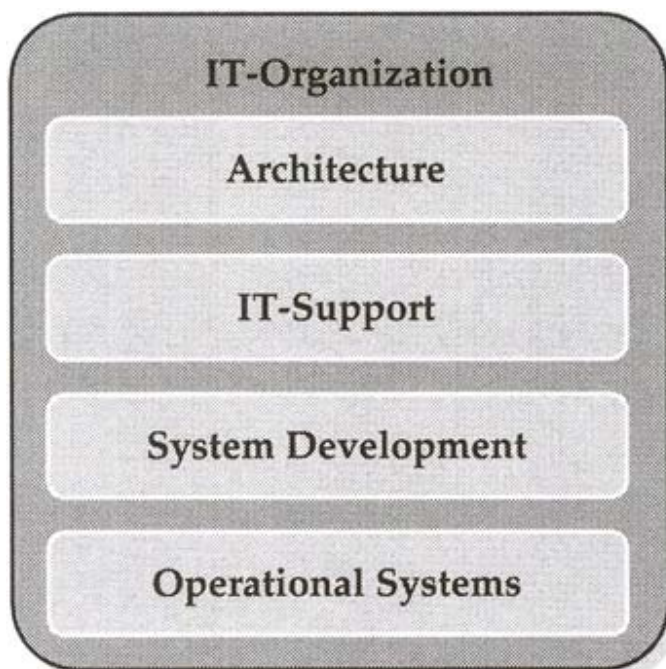 IT-Organization
Architecture
IT-Support
System Development
Operational Systems